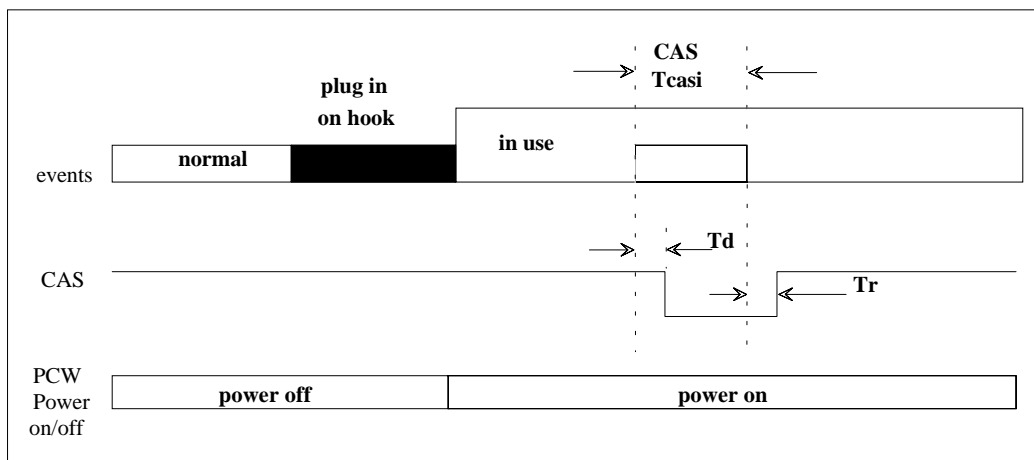 CAS
Tcasi
plug in
on hook
in use
normal
events
Td
CAS
Tr
PCW
Power
on/off
power off
power on